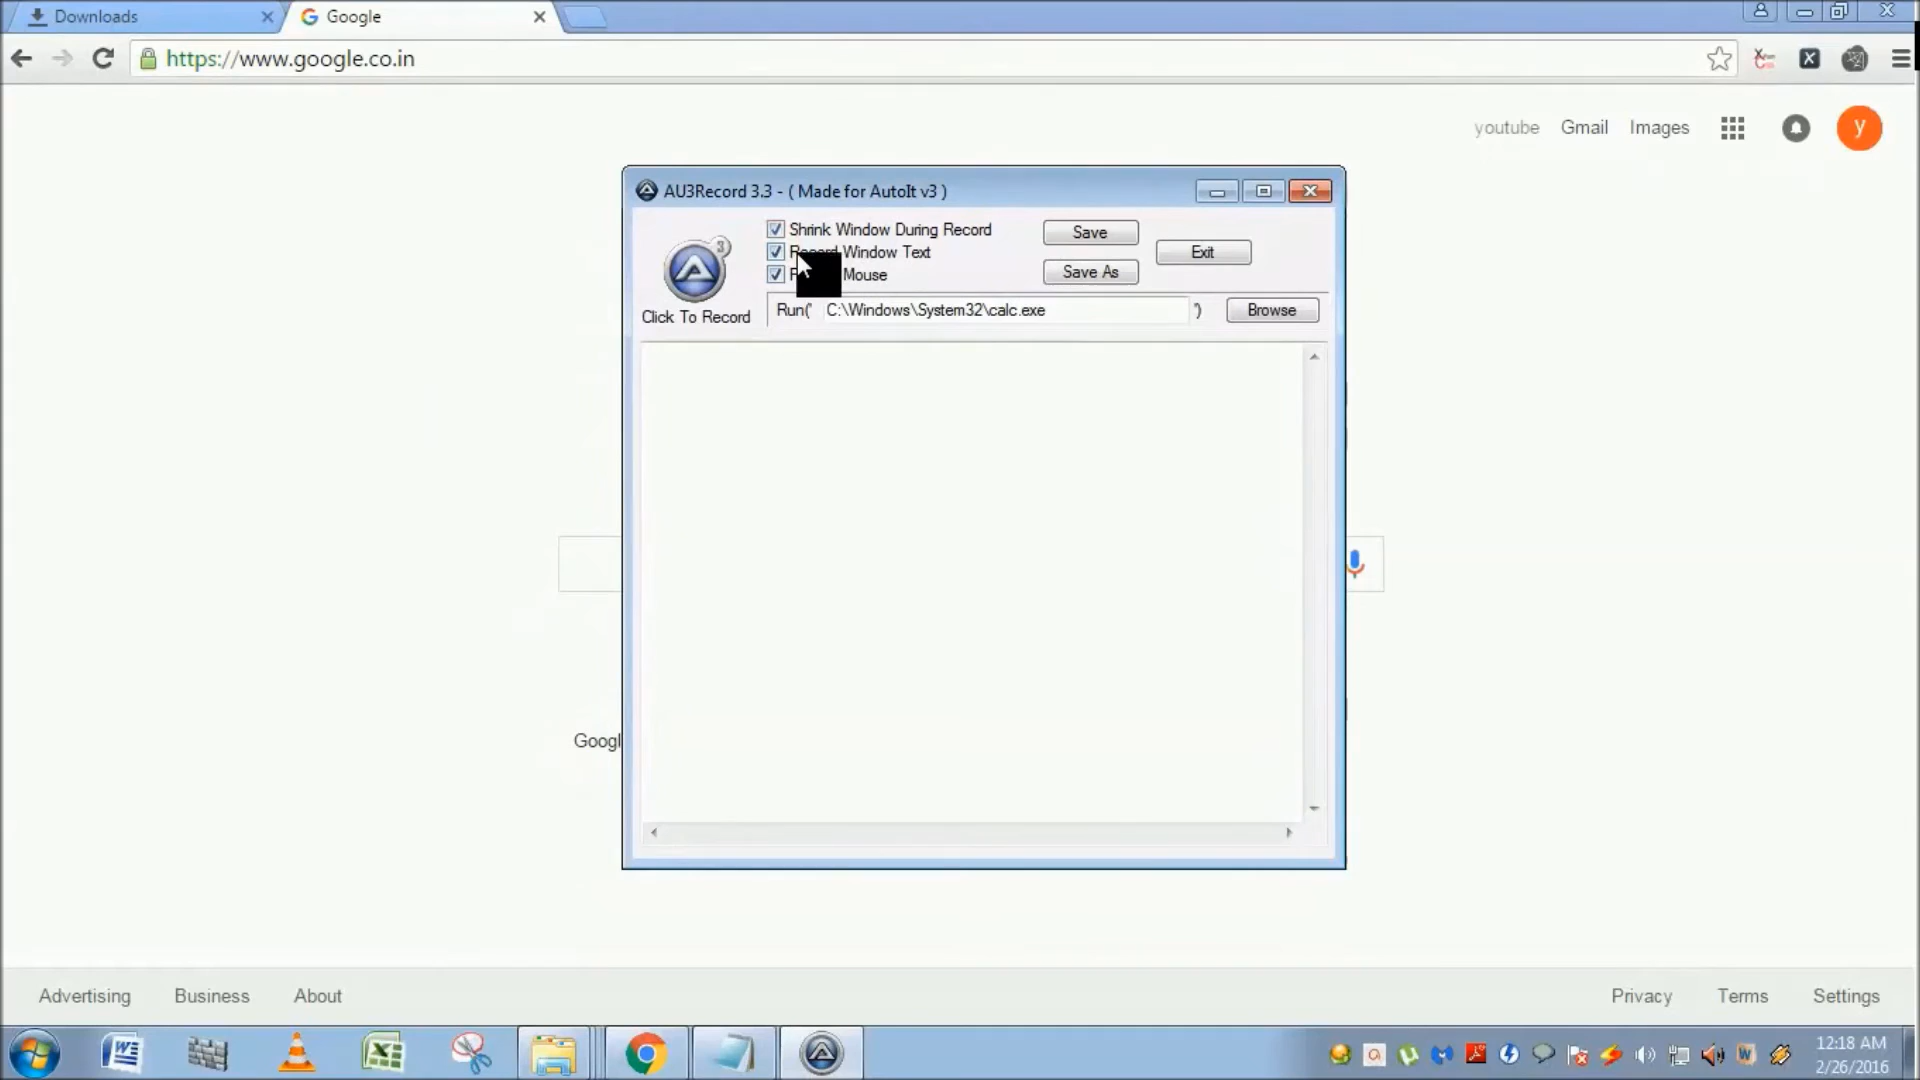 Downloads
Google
https://www.google.co.in
youtube Gmail Images
y
AU3Record 3.3 - ( Made for AutoIt v3 )
3
Click To Record
Shrink Window During Record
Record Window Text
Mouse
Save
Save As
Exit
Run('
C:\Windows\System32\calc.exe
')
Browse
Advertising Business About
Privacy Terms Settings
12:18 AM
2/26/2016